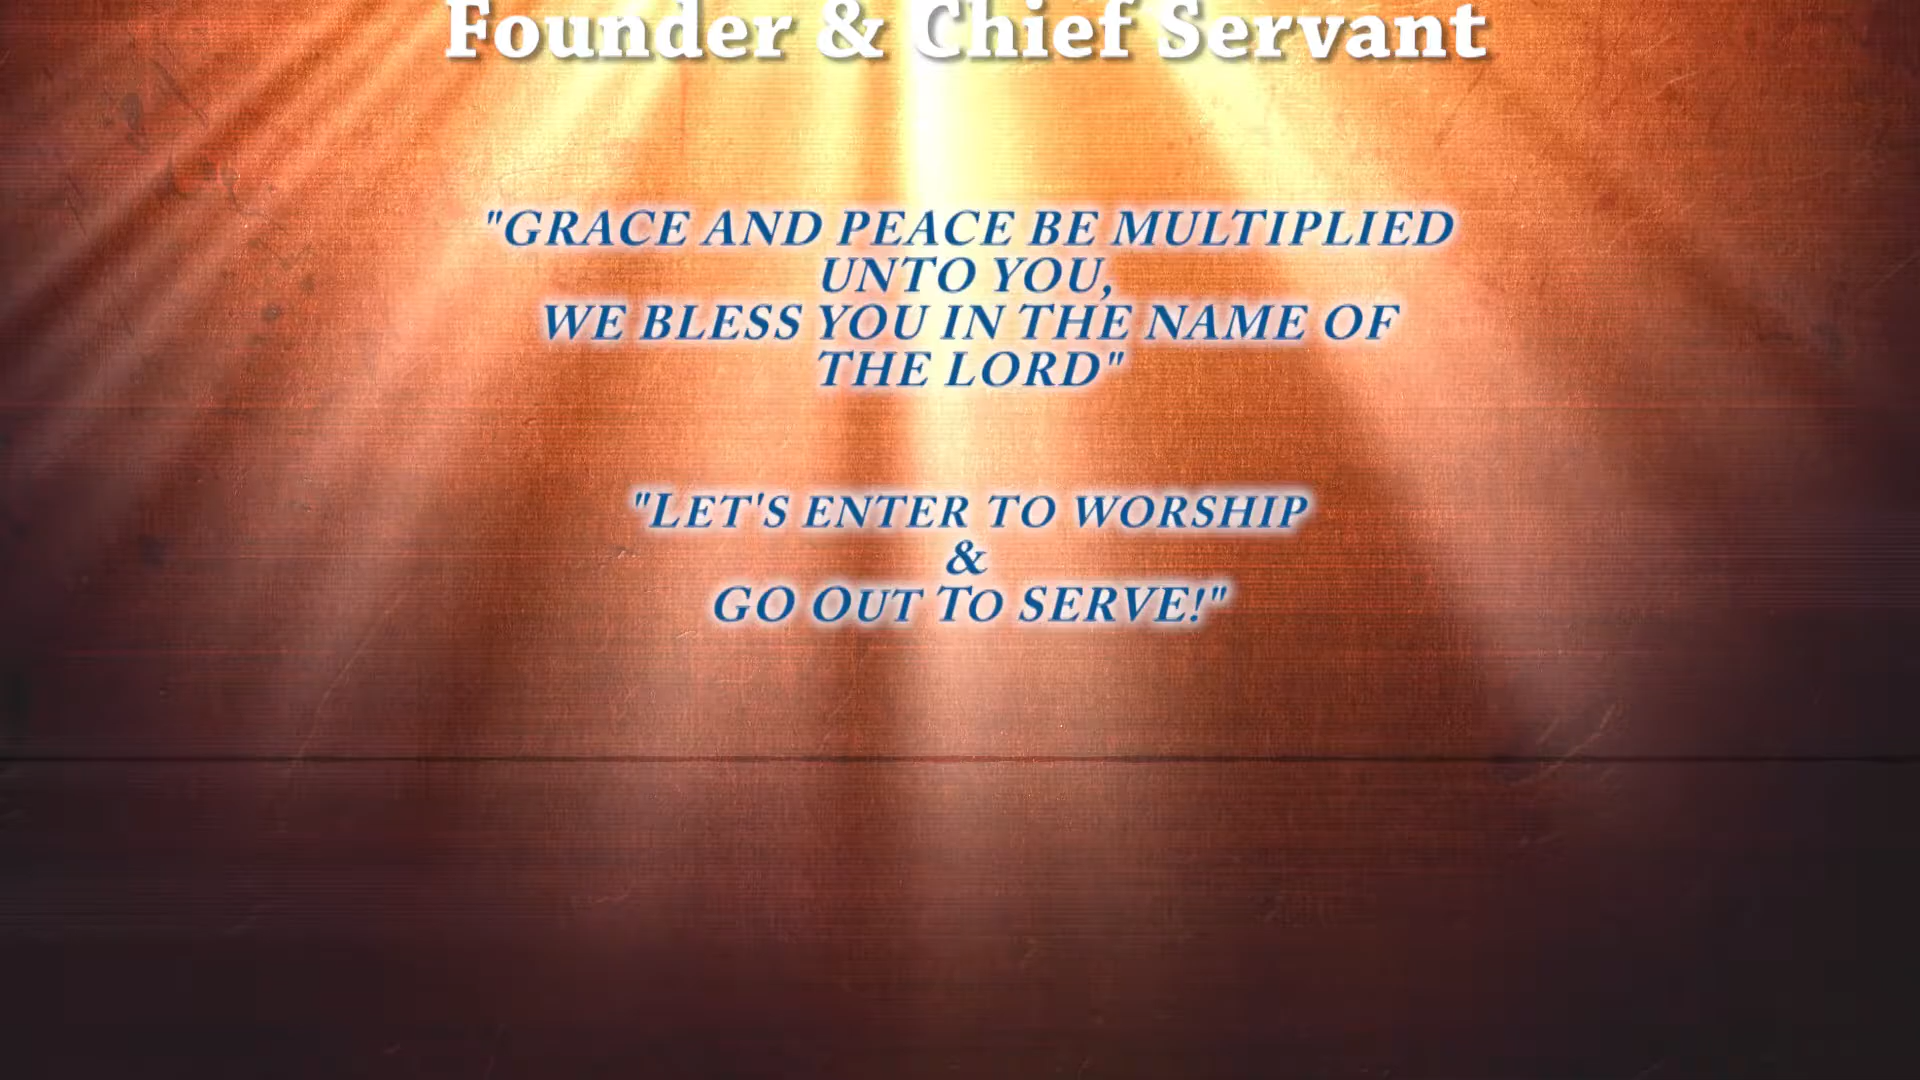 Founder & Chief Servant
"GRACE AND PEACE BE MULTIPLIED
UNTO YOU,
WE BLESS YOU IN THE NAME OF
THE LORD"
"LET'S ENTER TO WORSHIP
&
GO OUT TO SERVE!"